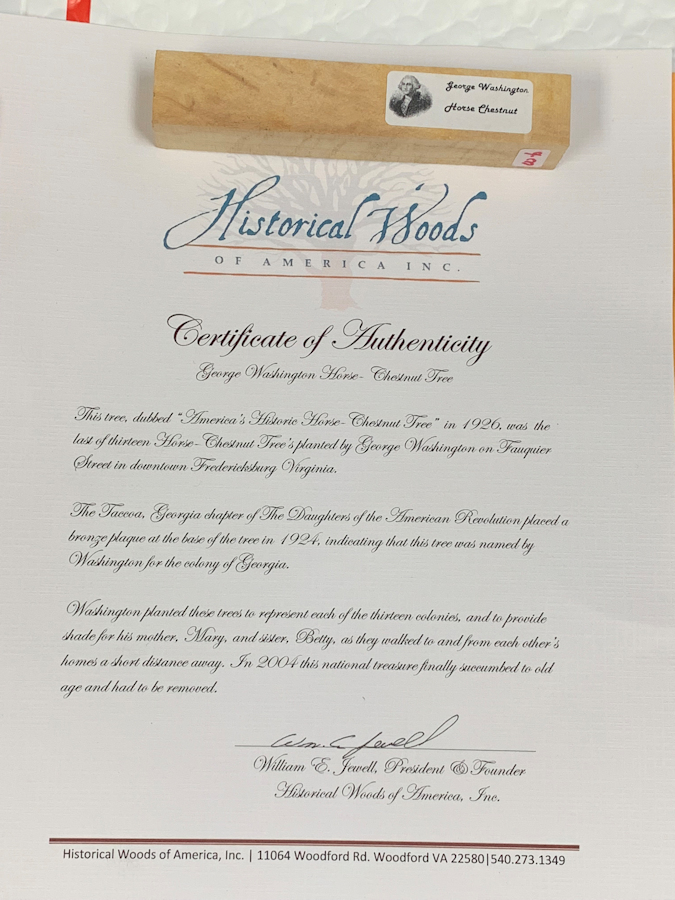 George Washington
Horse Chestnut
Historical Woods
OF AMERICA INC.
Certificate of Authenticity
George Washington Horse-Chestnut Tree
This tree, dubbed "America's Historic Horse-Chestnut Tree" in 1926, was the
last of thirteen Horse-Chestnut Tree's planted by George Washington on Fauquier
Street in downtown Fredericksburg Virginia.
The Taccoa, Georgia chapter of The Daughters of the American Revolution placed a
bronze plaque at the base of the tree in 1924, indicating that this tree was named by
Washington for the colony of Georgia.
Washington planted these trees to represent each of the thirteen colonies, and to provide
shade for his mother, Mary, and sister, Betty, as they walked to and from each other's
homes a short distance away. In 2004 this national treasure finally succumbed to old
age and had to be removed.
William E. Jewell, President & Founder
Historical Woods of America, Inc.
Historical Woods of America, Inc. | 11064 Woodford Rd. Woodford VA 22580|540.273.1349